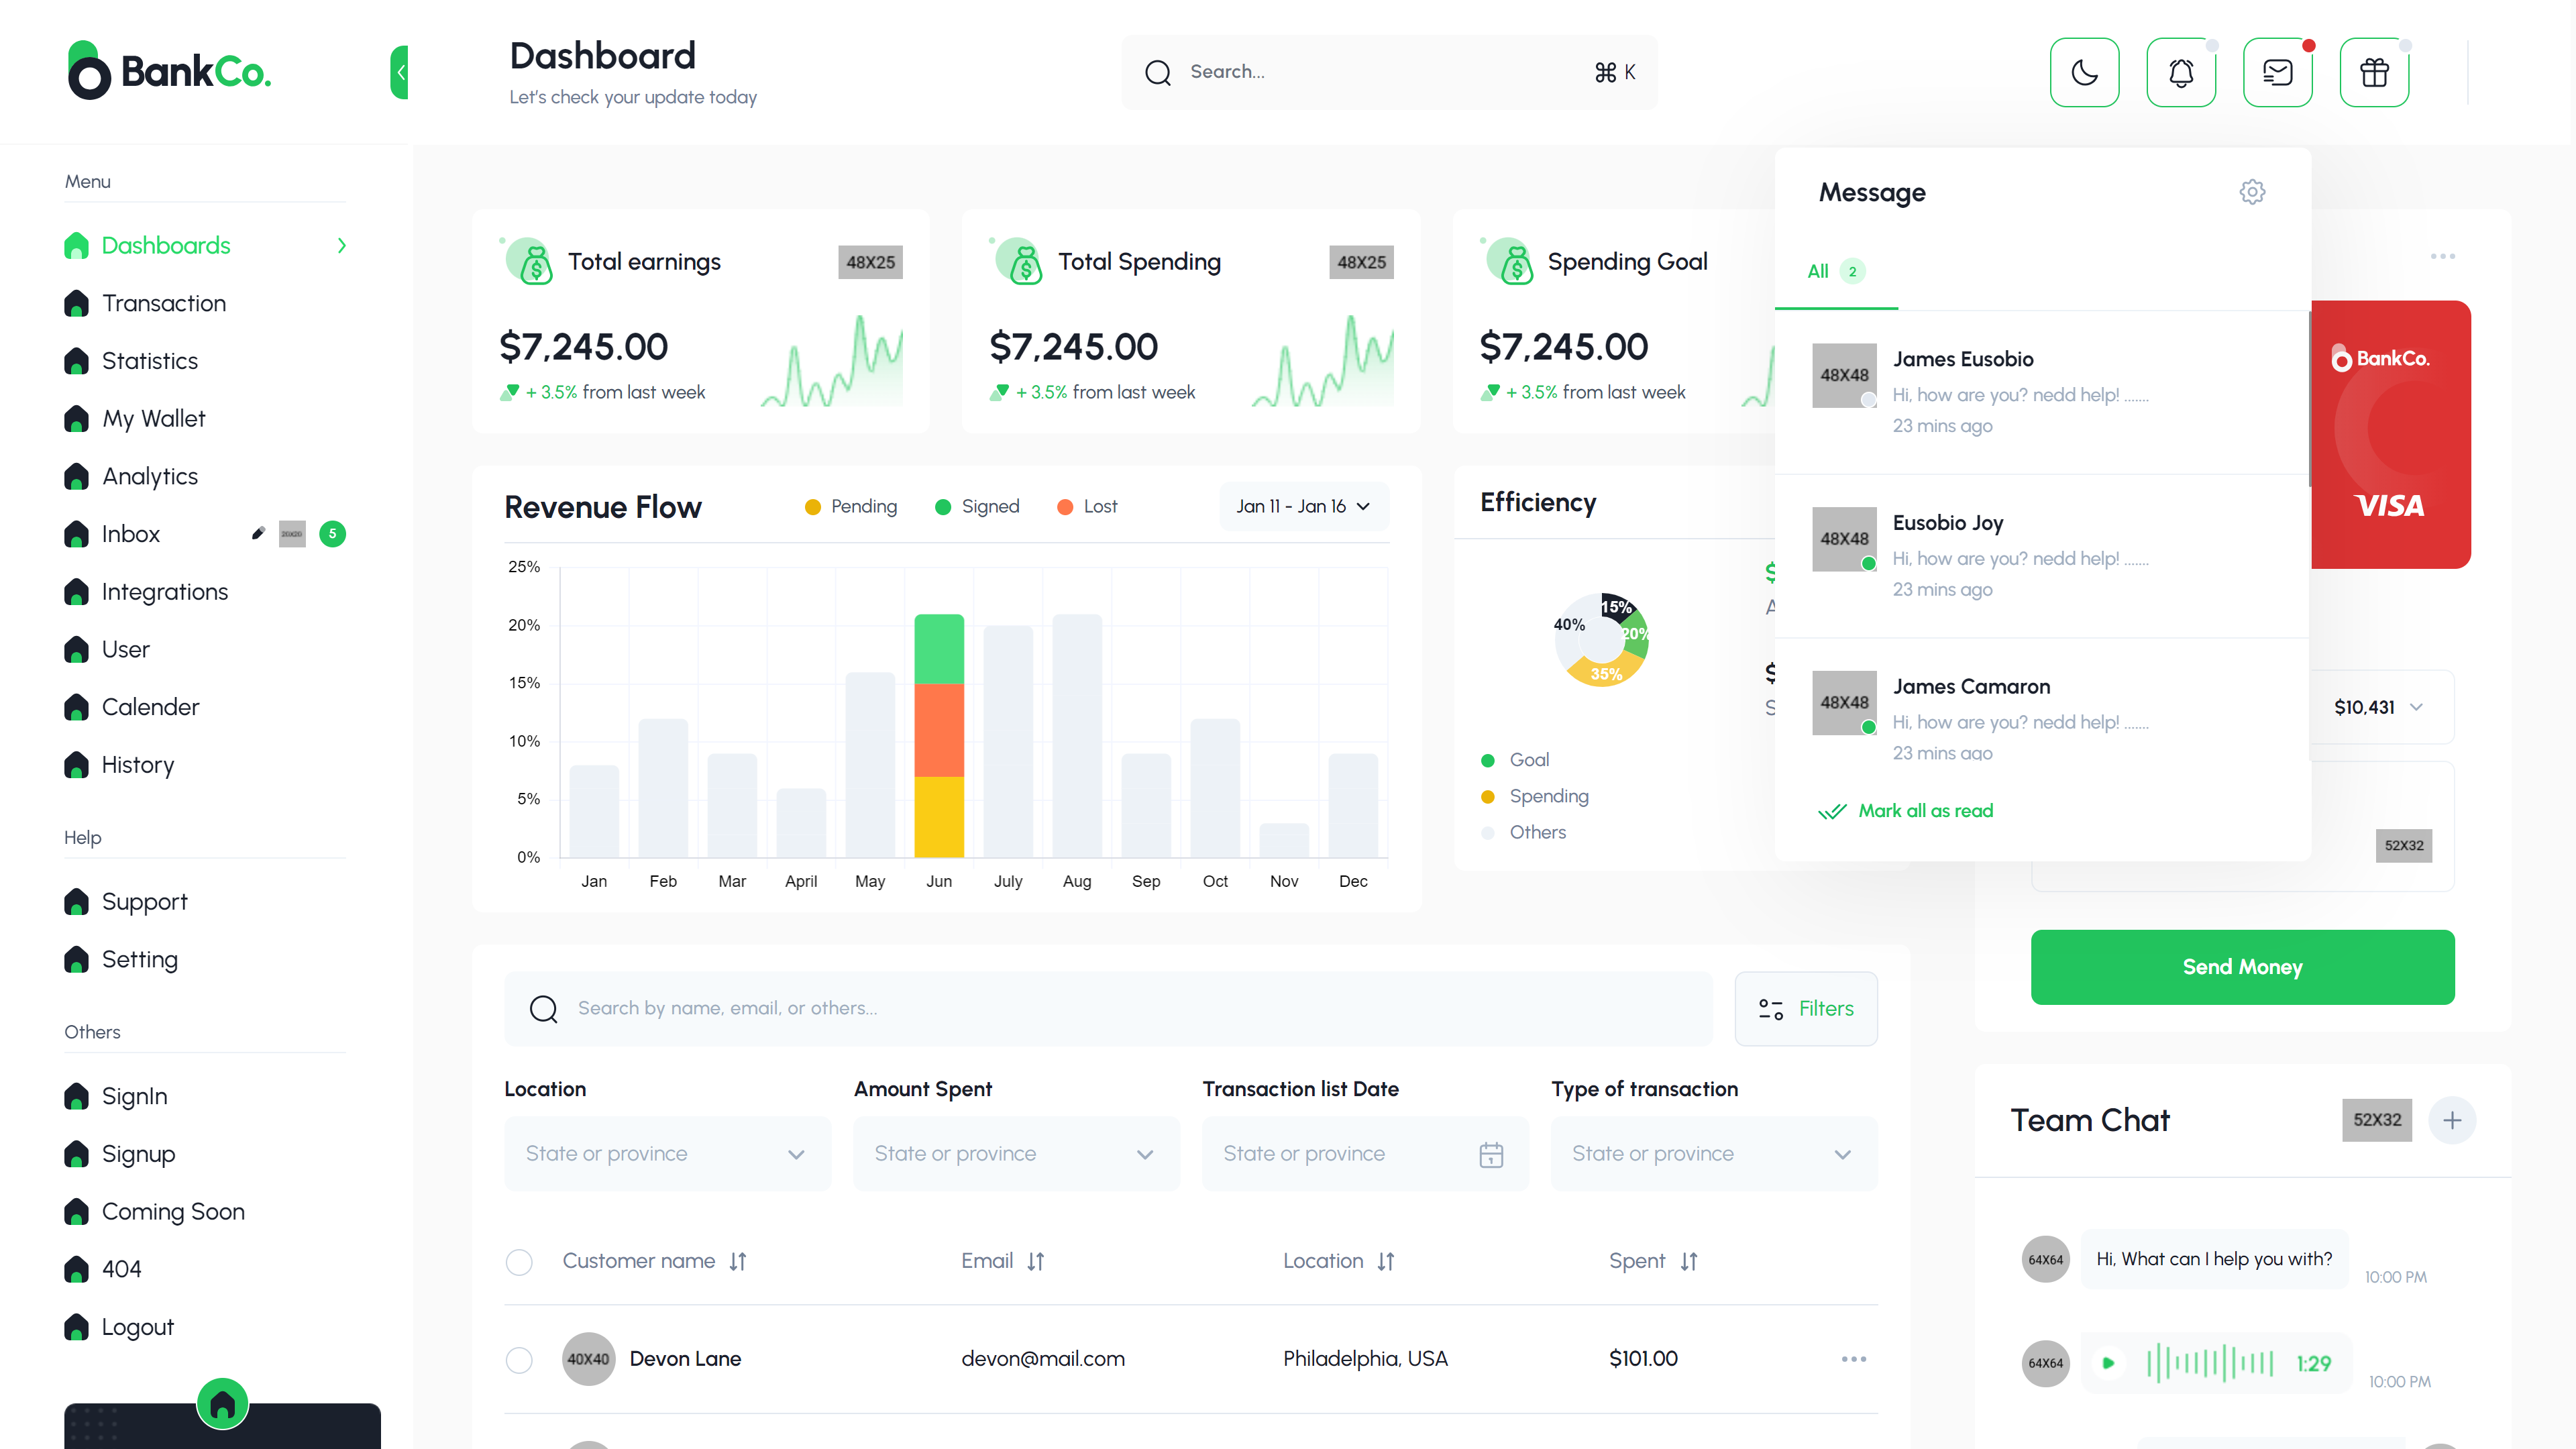 BankCo.
Dashboard
Let's check your update today
Search...
⌘ K
Menu
Dashboards
Transaction
Statistics
My Wallet
Analytics
Inbox
20X20
5
Integrations
User
Calender
History
Help
Support
Setting
Others
SignIn
Signup
Coming Soon
404
Logout
Total earnings
48X25
$7,245.00
+ 3.5% from last week
Total Spending
48X25
$7,245.00
+ 3.5% from last week
Spending Goal
$7,245.00
+ 3.5% from last week
Revenue Flow
Pending
Signed
Lost
Jan 11 - Jan 16
25%
20%
15%
10%
5%
0%
Jan
Feb
Mar
April
May
Jun
July
Aug
Sep
Oct
Nov
Dec
Efficiency
15%
20%
35%
40%
$
A
$
S
Goal
Spending
Others
Message
All 2
48X48
James Eusobio
Hi, how are you? nedd help! .......
23 mins ago
48X48
Eusobio Joy
Hi, how are you? nedd help! .......
23 mins ago
48X48
James Camaron
Hi, how are you? nedd help! .......
23 mins ago
Mark all as read
BankCo.
VISA
$10,431
52X32
Send Money
Search by name, email, or others...
Filters
Location
Amount Spent
Transaction list Date
Type of transaction
State or province
State or province
State or province
1
State or province
Customer name
Email
Location
Spent
40X40
Devon Lane
devon@mail.com
Philadelphia, USA
$101.00
Team Chat
52X32
64X64
Hi, What can I help you with?
10:00 PM
64X64
1:29
10:00 PM